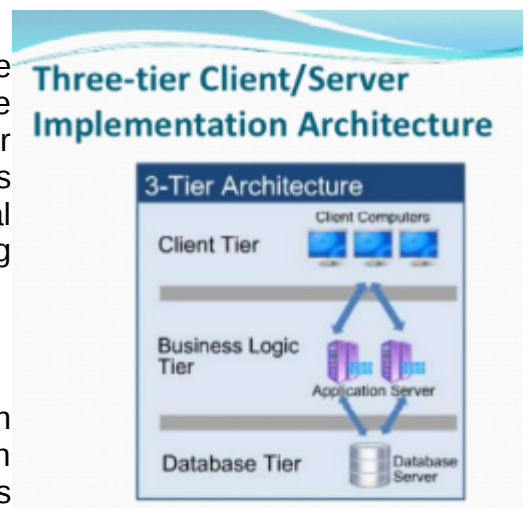 Three-tier Client/Server
Implementation Architecture
3-Tier Architecture
Client Computers
Client Tier
Business Logic
Tier
Application Server
Database Tier
Database
Server